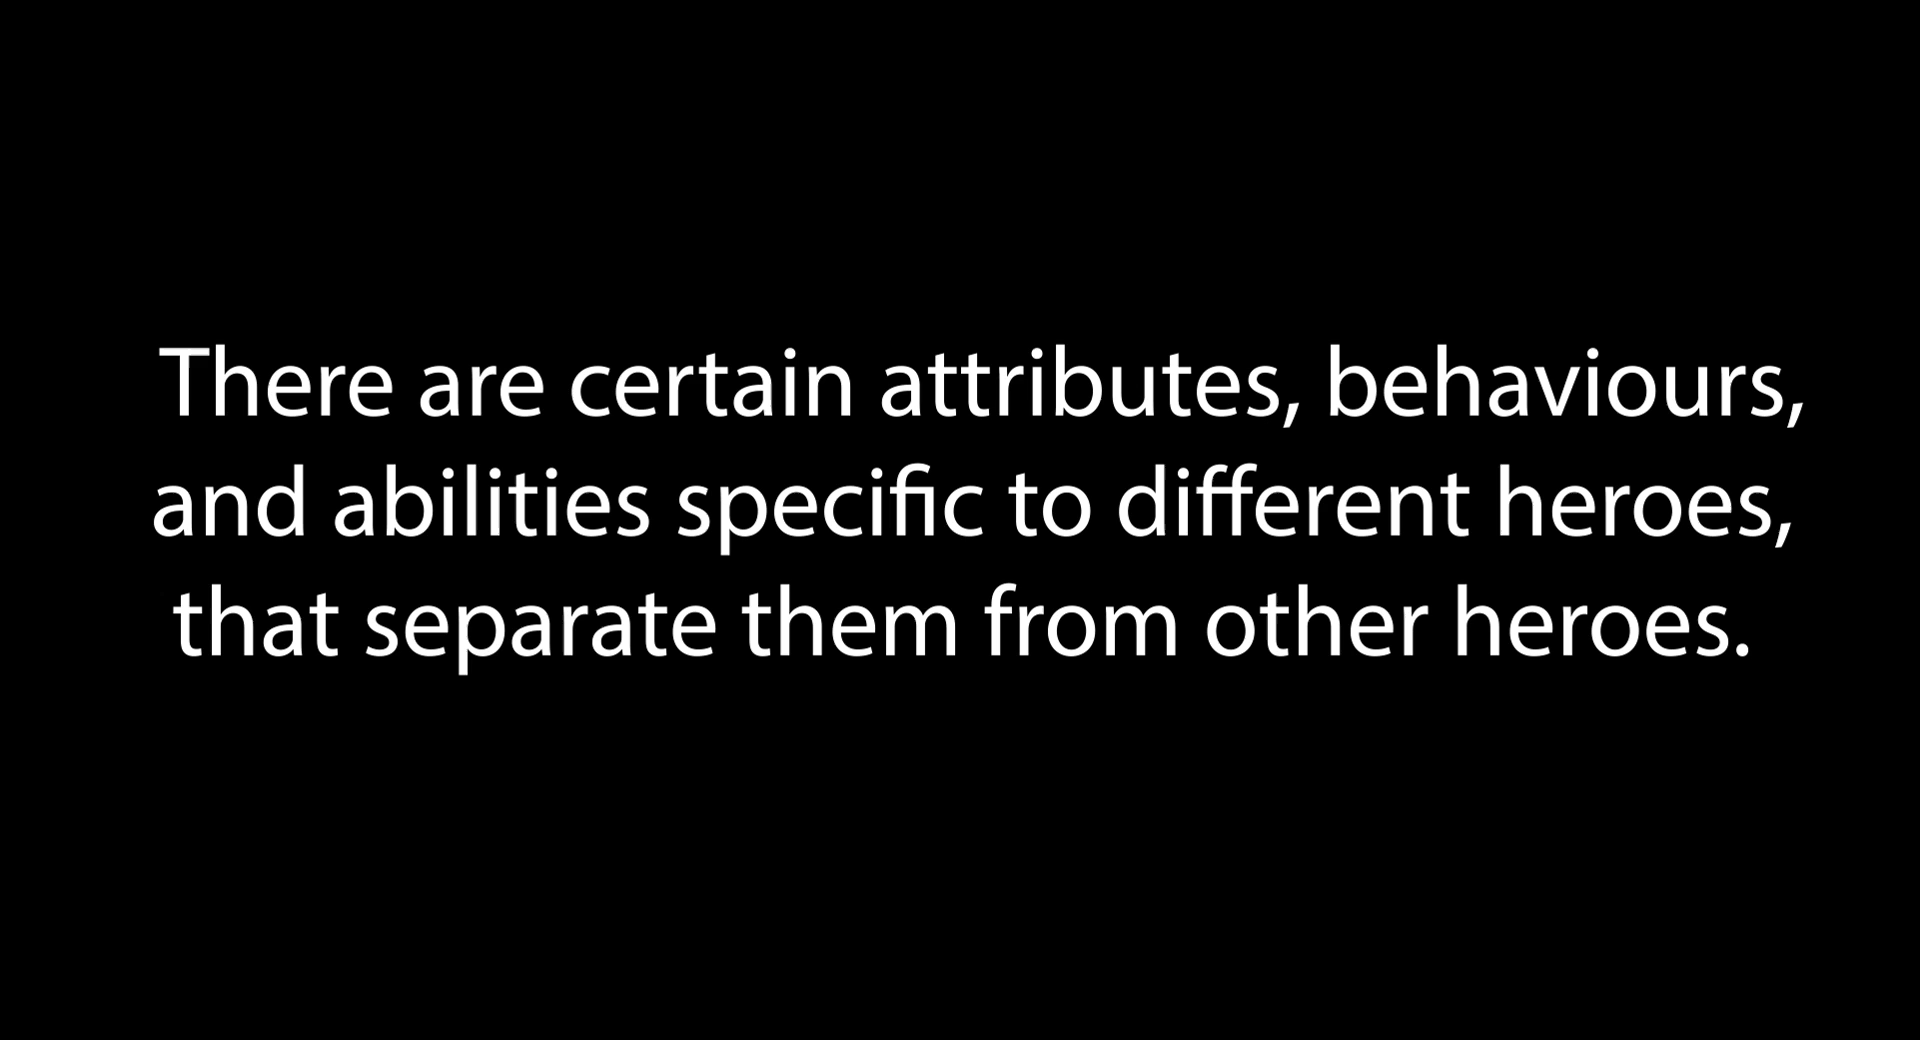 There are certain attributes, behaviours,
and abilities specific to different heroes,
that separate them from other heroes.